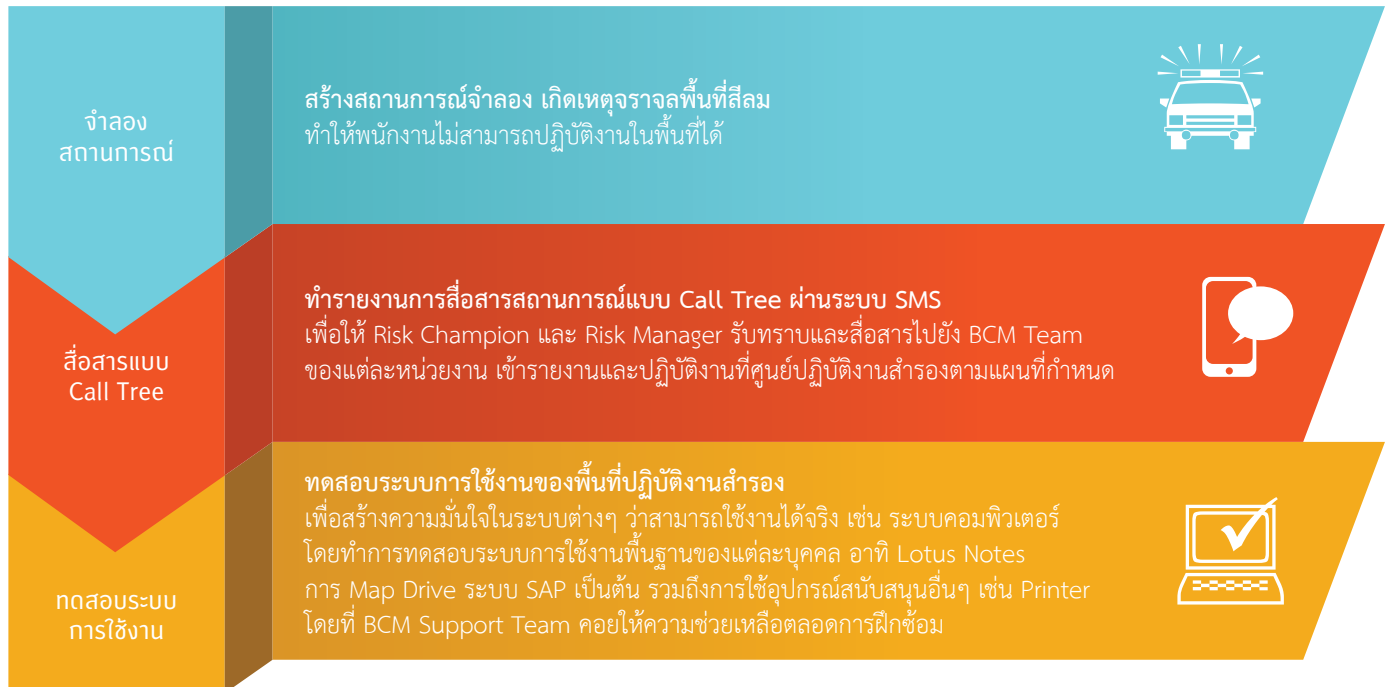 จำลอง
สถานการณ์
สร้างสถานการณ์จำลอง เกิดเหตุจราจลพื้นที่สีลม
ทำให้พนักงานไม่สามารถปฏิบัติงานในพื้นที่ได้
สื่อสารแบบ
Call Tree
ทำรายงานการสื่อสารสถานการณ์แบบ Call Tree ผ่านระบบ SMS
เพื่อให้ Risk Champion และ Risk Manager รับทราบและสื่อสารไปยัง BCM Team
ของแต่ละหน่วยงาน เข้ารายงานและปฏิบัติงานที่ศูนย์ปฏิบัติงานสำรองตามแผนที่กำหนด
ทดสอบระบบ
การใช้งาน
ทดสอบระบบการใช้งานของพื้นที่ปฏิบัติงานสำรอง
เพื่อสร้างความมั่นใจในระบบต่างๆ ว่าสามารถใช้งานได้จริง เช่น ระบบคอมพิวเตอร์
โดยทำการทดสอบระบบการใช้งานพื้นฐานของแต่ละบุคคล อาทิ Lotus Notes
การ Map Drive ระบบ SAP เป็นต้น รวมถึงการใช้อุปกรณ์สนับสนุนอื่นๆ เช่น Printer
โดยที่ BCM Support Team คอยให้ความช่วยเหลือตลอดการฝึกซ้อม